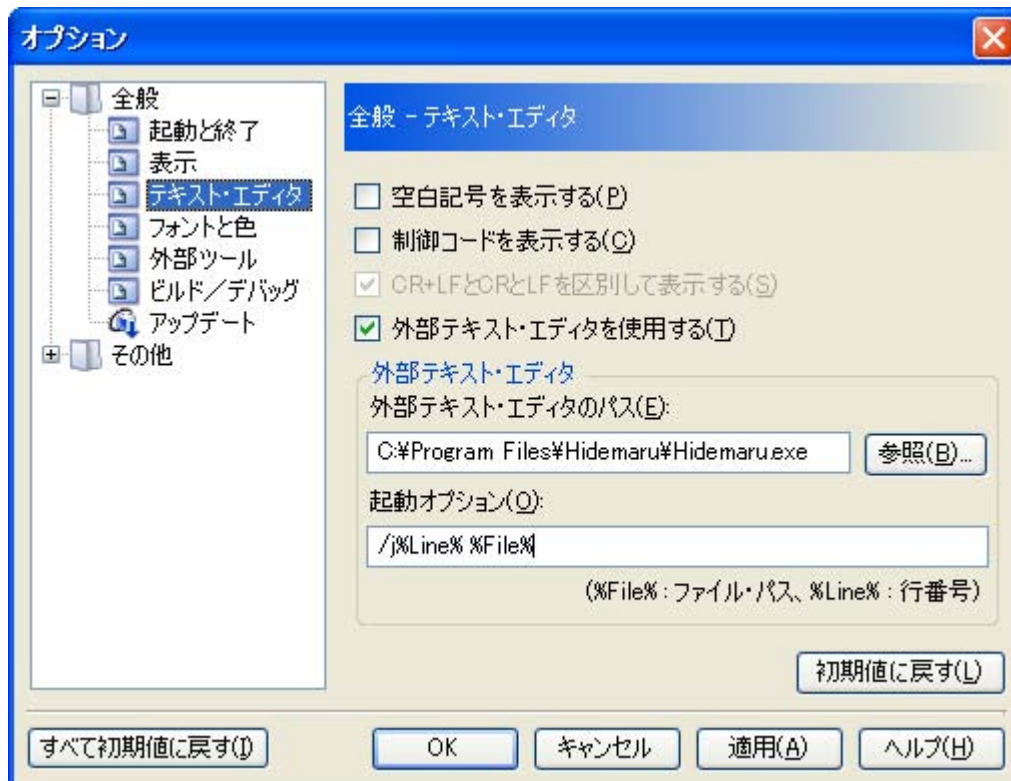 オプション
全般
起動と終了
表示
テキスト・エディタ
フォントと色
外部ツール
ビルド／デバッグ
アップデート
その他
全般 - テキスト・エディタ
空白記号を表示する(P)
制御コードを表示する(C)
CR+LFとCRとLFを区別して表示する(S)
外部テキスト・エディタを使用する(T)
外部テキスト・エディタ
外部テキスト・エディタのパス(E):
C:¥Program Files¥Hidemaru¥Hidemaru.exe
参照(B)...
起動オプション(O):
/j%Line% %File%
(%File% : ファイル・パス、%Line% : 行番号)
初期値に戻す(L)
すべて初期値に戻す(I)
OK
キャンセル
適用(A)
ヘルプ(H)